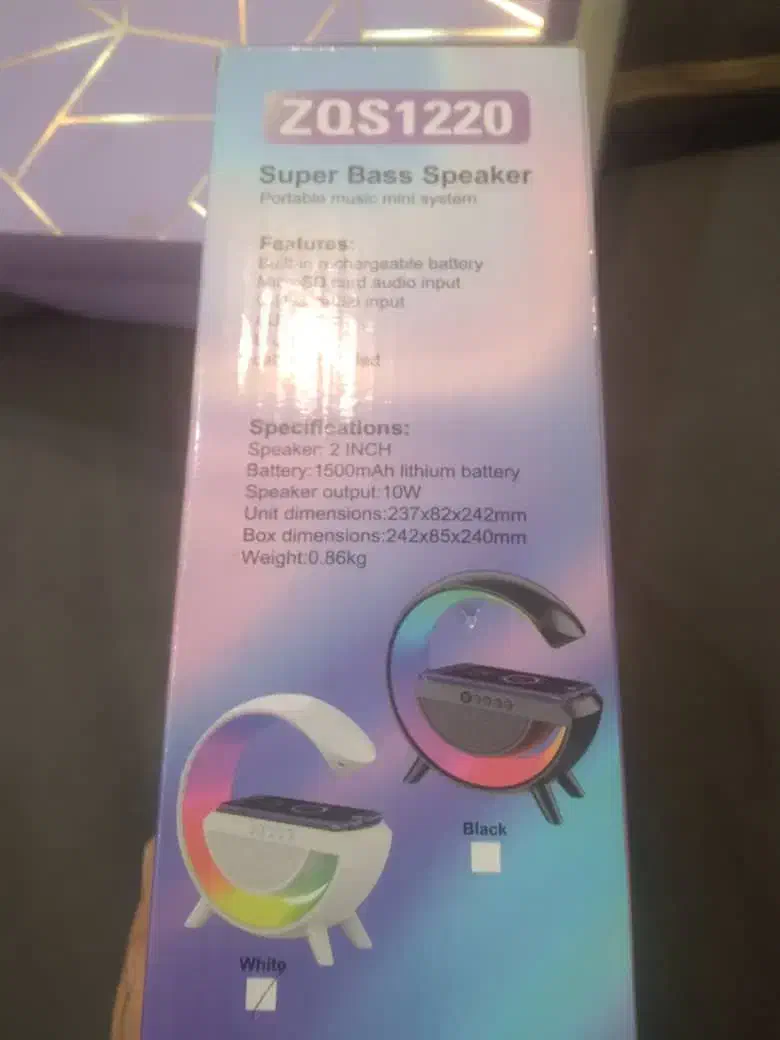 ZQS1220
Super Bass Speaker
Portable music mini system
Features:
Built-in rechargeable battery
MicroSD card audio input
input
Specifications:
Speaker: 2 INCH
Battery:1500mAh lithium battery
Speaker output:10W
Unit dimensions:237x82x242mm
Box dimensions:242x85x240mm
Weight:0.86kg
Black
White